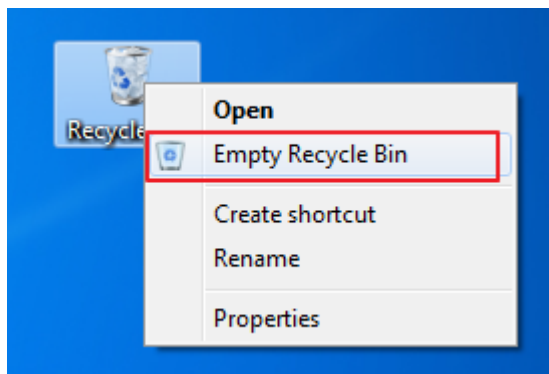 Recycle
Open
Empty Recycle Bin
Create shortcut
Rename
Properties